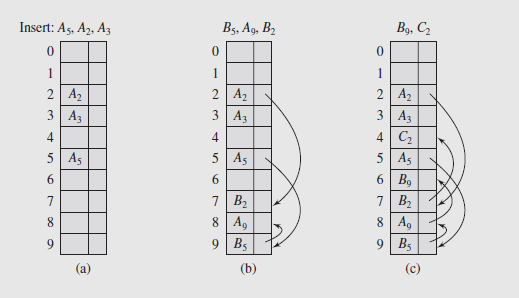 Insert: A₅, A₂, A₃ B₅, A₉, B₂ B₉, C₂
0 0 0
1 1 1
2 A₂ 2 A₂ 2 A₂
3 A₃ 3 A₃ 3 A₃
4 4 4 C₂
5 A₅ 5 A₅ 5 A₅
6 6 6 B₉
7 7 B₂ 7 B₂
8 8 A₉ 8 A₉
9 9 B₅ 9 B₅
(a) (b) (c)